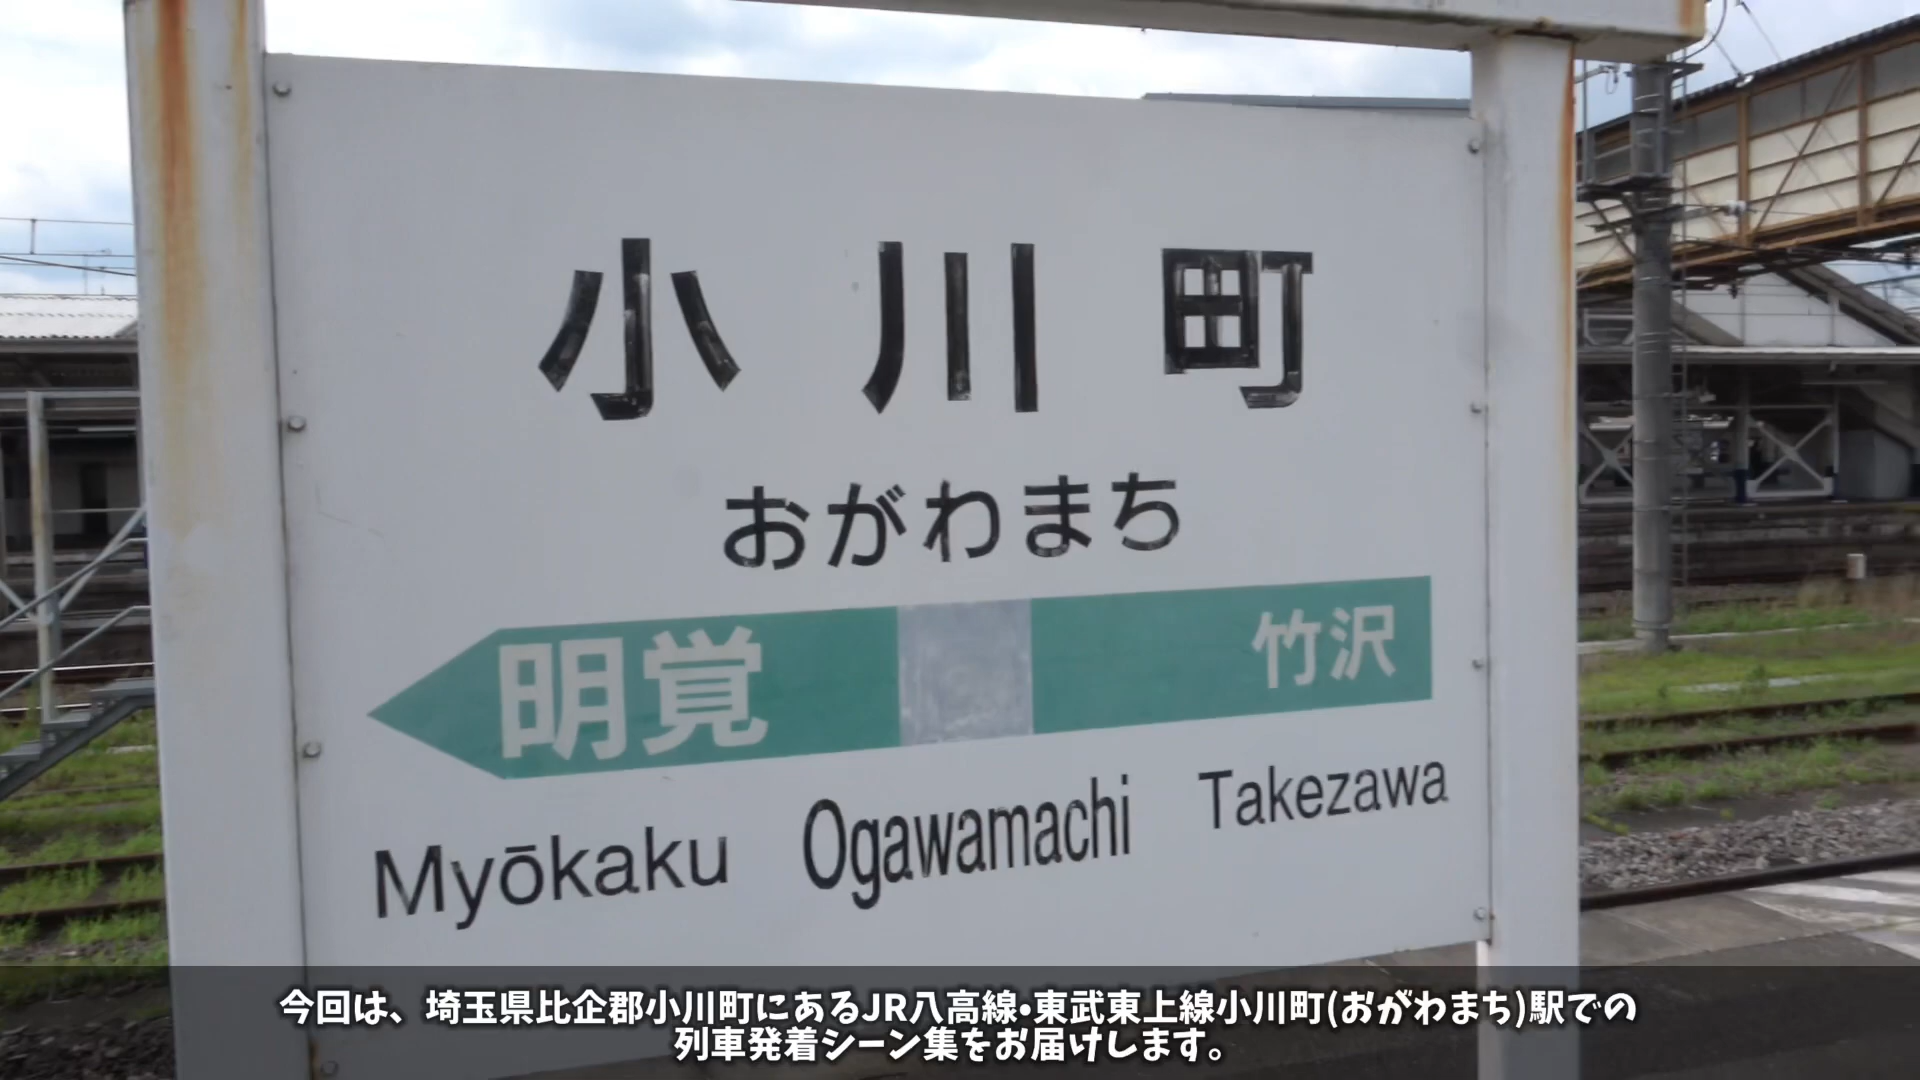 小川町
おがわまち
明覚 竹沢
Myōkaku Ogawamachi Takezawa
今回は、埼玉県比企郡小川町にあるJR八高線・東武東上線小川町(おがわまち)駅での
列車発着シーン集をお届けします。